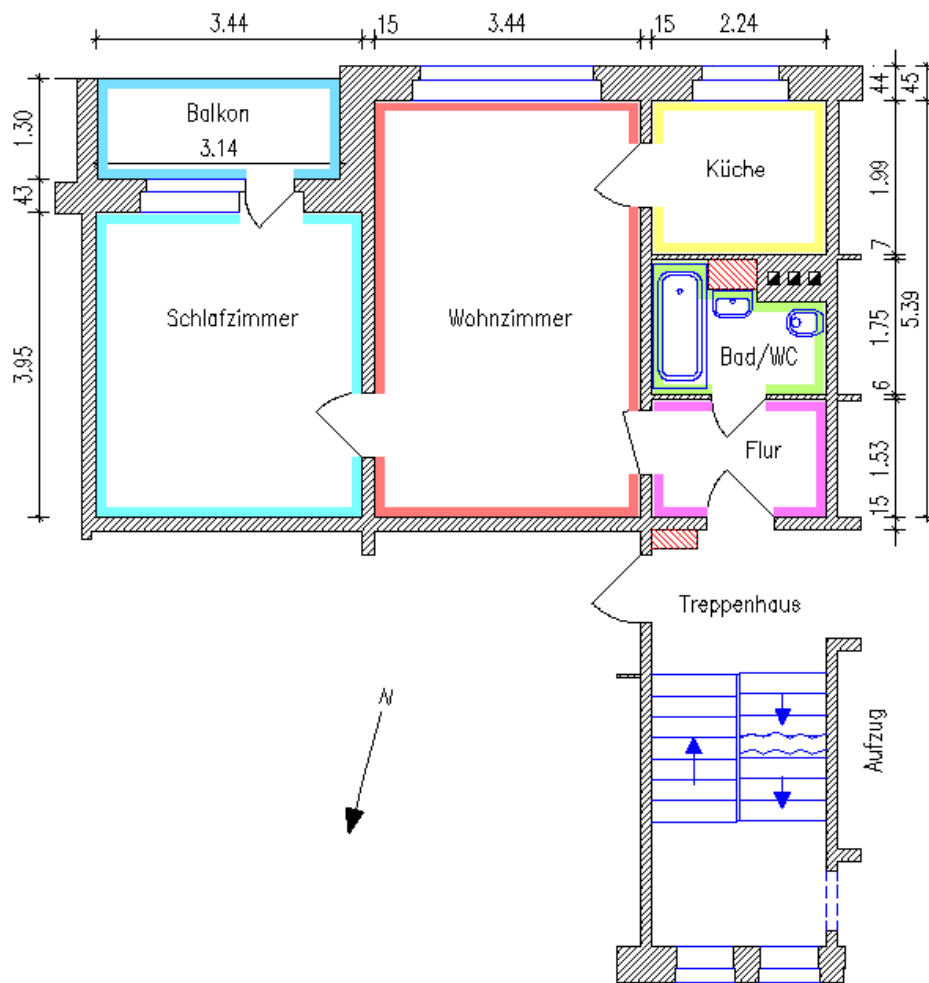 3.44 15 3.44 15 2.24
44 45
1.30
Balkon
3.14
43
1.99
Küche
7
Schlafzimmer
Wohnzimmer
5.39
1.75
Bad/WC
3.95
6
Flur
1.53
15
Treppenhaus
N
Aufzug